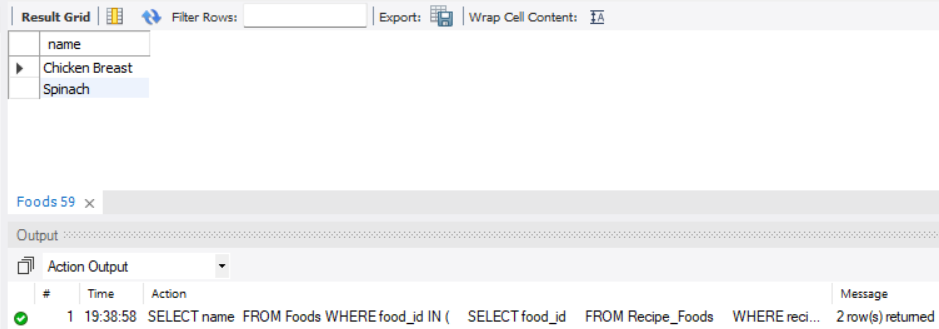 Result Grid Filter Rows: Export: Wrap Cell Content: IA
name
Chicken Breast
Spinach
Foods 59 ×
Output
Action Output
# Time Action Message
1 19:38:58 SELECT name FROM Foods WHERE food_id IN ( SELECT food_id FROM Recipe_Foods WHERE reci... 2 row(s) returned